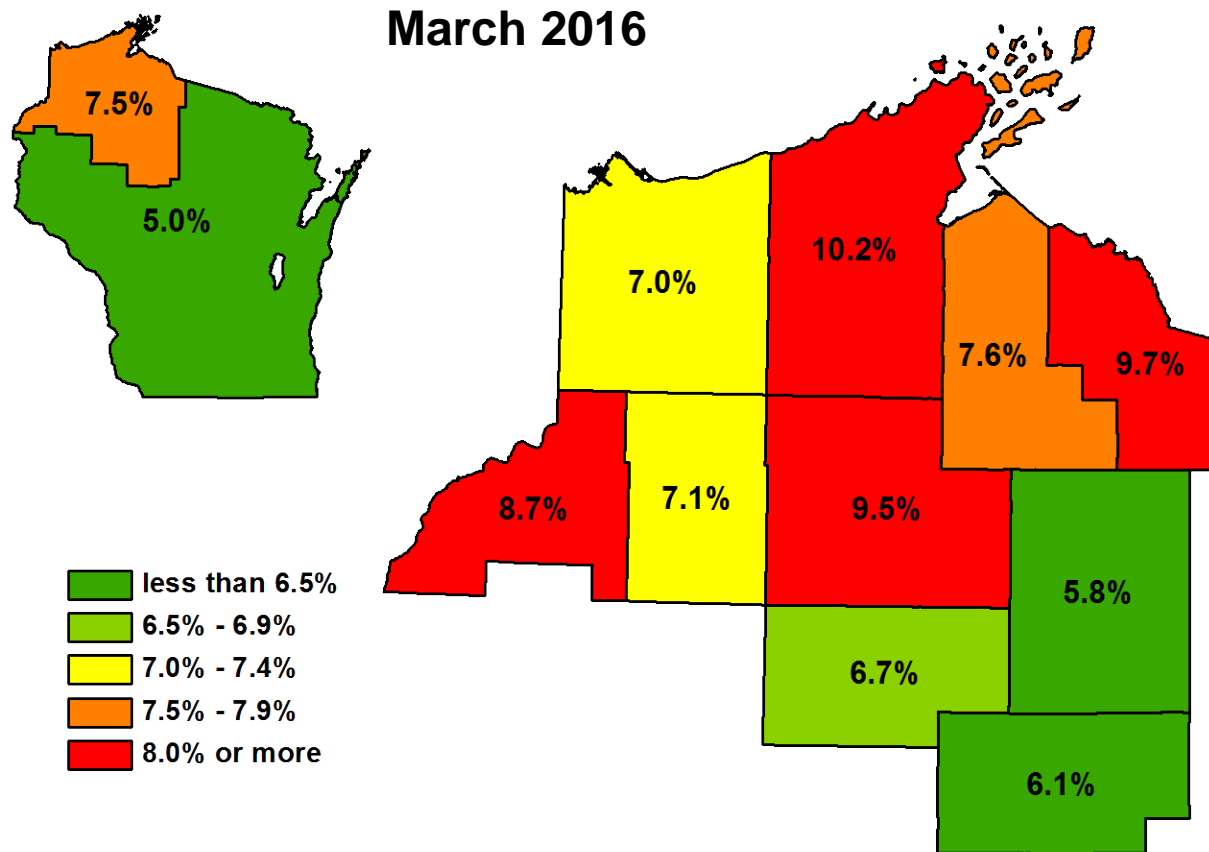 March 2016
7.5%
5.0%
10.2%
7.0%
7.6%
9.7%
8.7%
7.1%
9.5%
5.8%
6.7%
6.1%
less than 6.5%
6.5% - 6.9%
7.0% - 7.4%
7.5% - 7.9%
8.0% or more